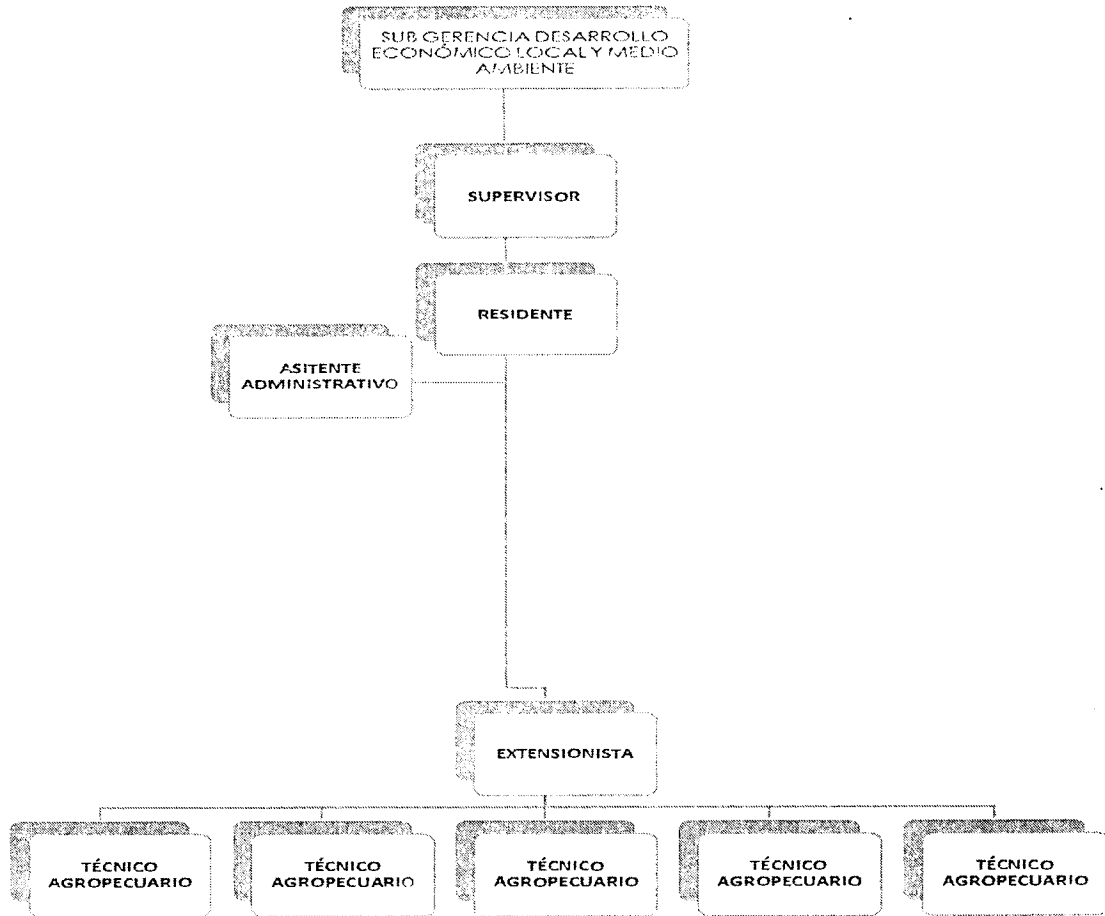 SUB GERENCIA DESARROLLO
ECONÓMICO LOCAL Y MEDIO
AMBIENTE
SUPERVISOR
RESIDENTE
ASITENTE
ADMINISTRATIVO
EXTENSIONISTA
TÉCNICO
AGROPECUARIO
TÉCNICO
AGROPECUARIO
TÉCNICO
AGROPECUARIO
TÉCNICO
AGROPECUARIO
TÉCNICO
AGROPECUARIO